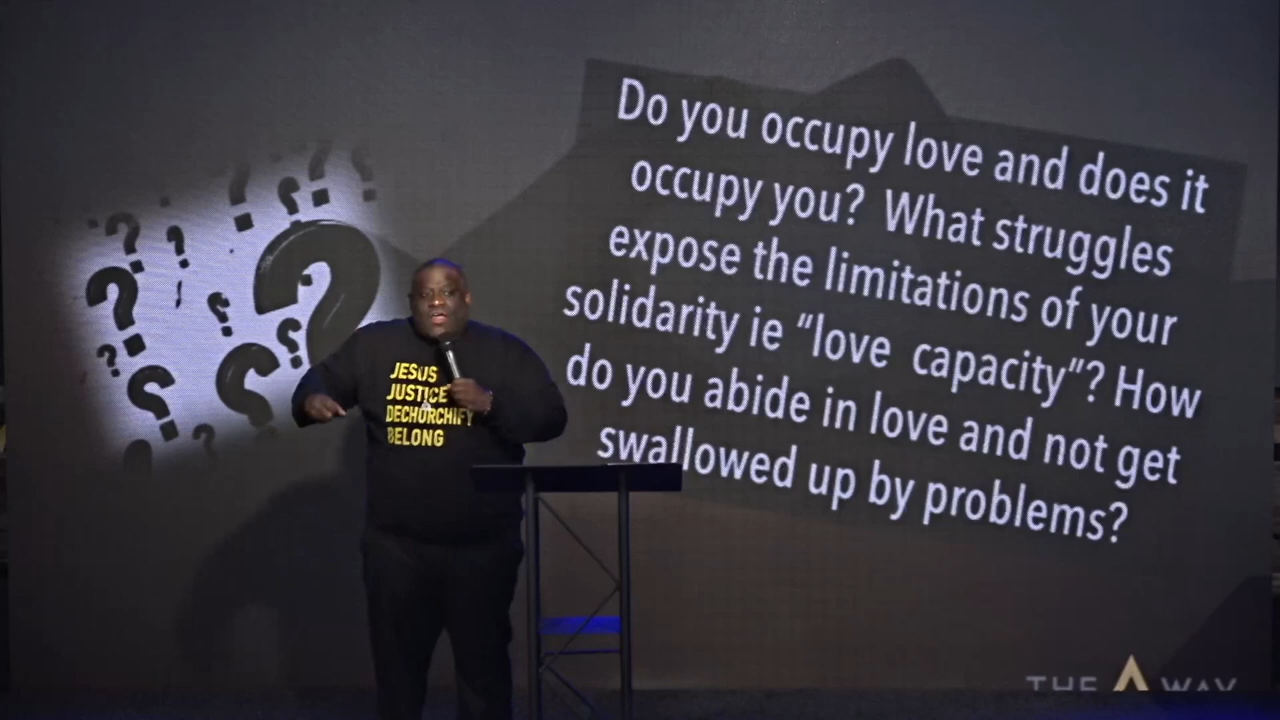 Do you occupy love and does it
occupy you? What struggles
expose the limitations of your
solidarity ie “love capacity”? How
do you abide in love and not get
swallowed up by problems?
JESUS
JUSTICE
DECHURCHIFY
BELONG
THE A WAY